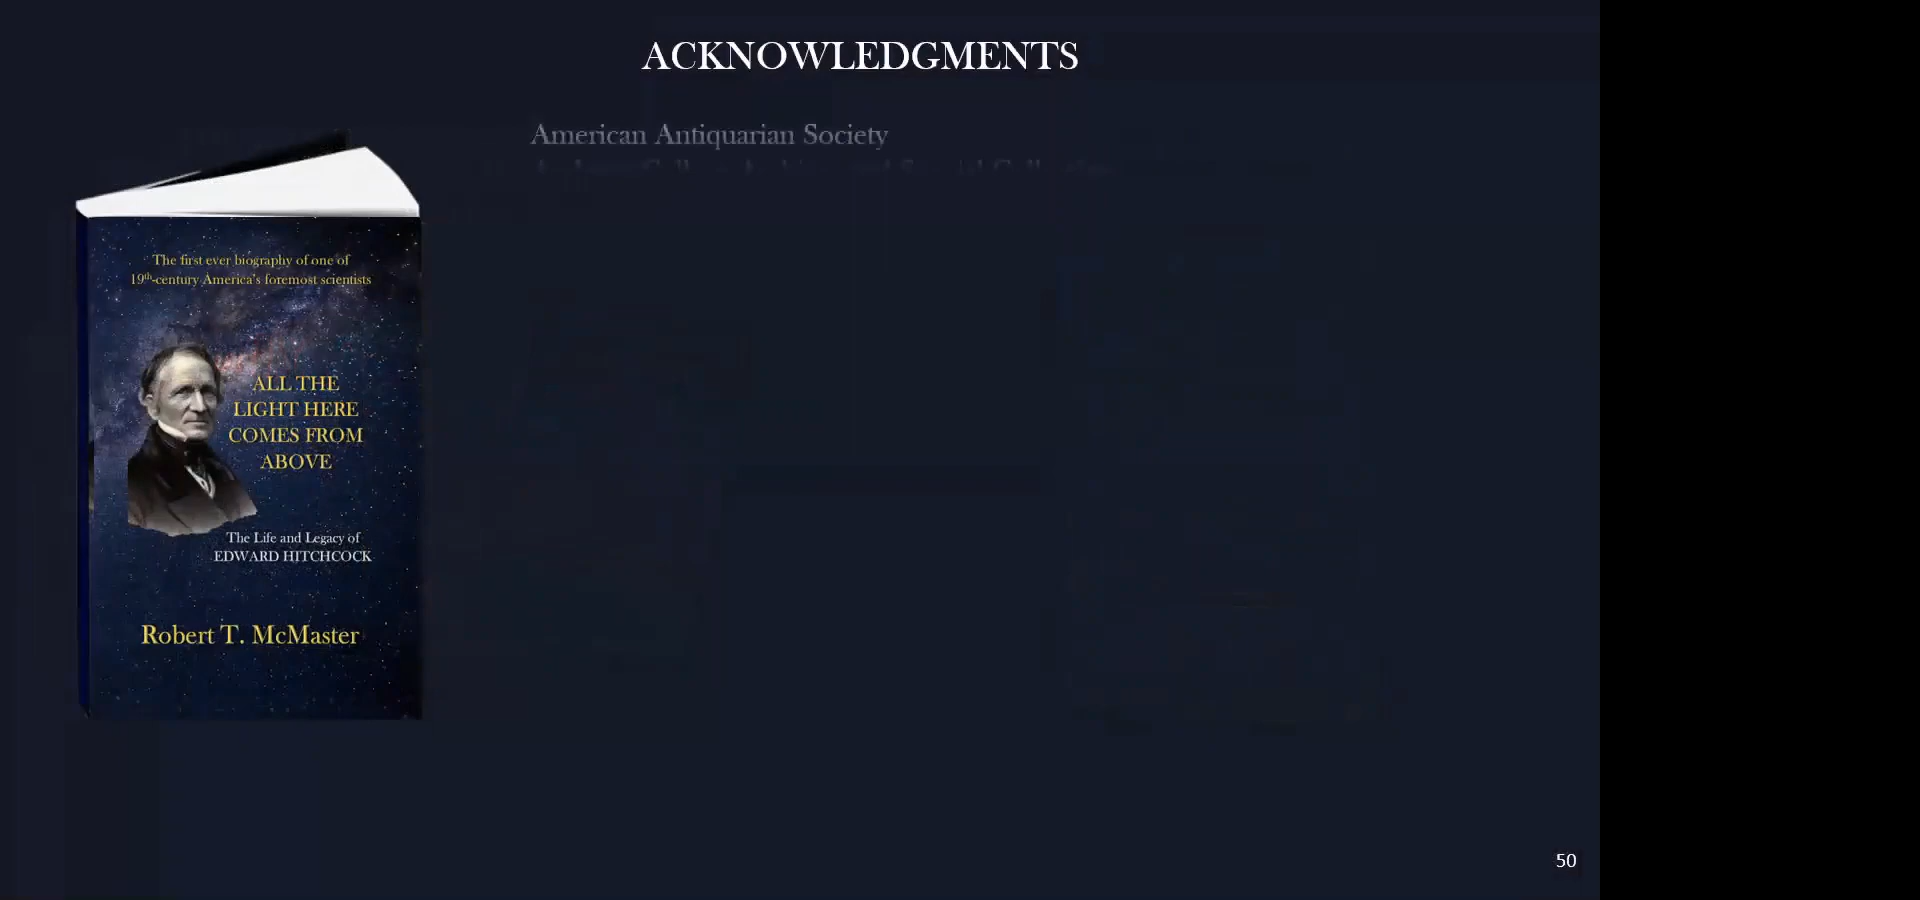 ACKNOWLEDGMENTS
American Antiquarian Society
The first ever biography of one of
19th-century America's foremost scientists
ALL THE
LIGHT HERE
COMES FROM
ABOVE
The Life and Legacy of
EDWARD HITCHCOCK
Robert T. McMaster
50